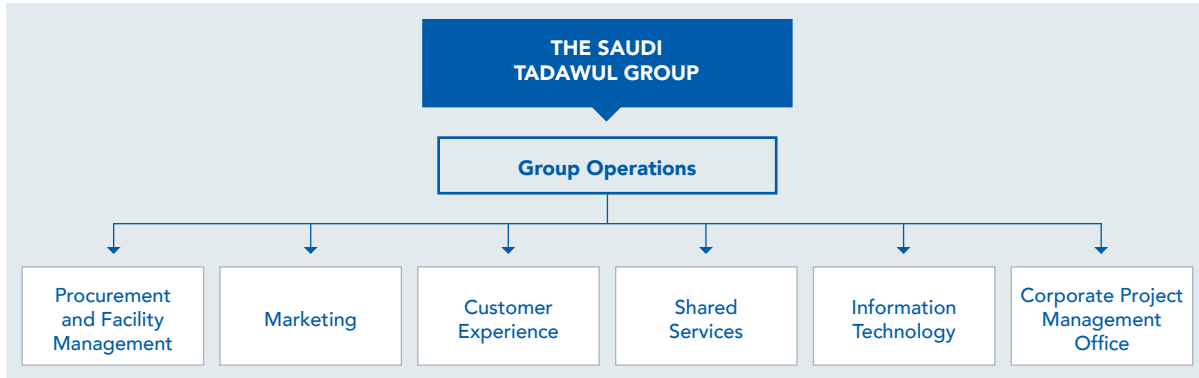 THE SAUDI
TADAWUL GROUP
Group Operations
Procurement
and Facility
Management
Marketing
Customer
Experience
Shared
Services
Information
Technology
Corporate Project
Management
Office